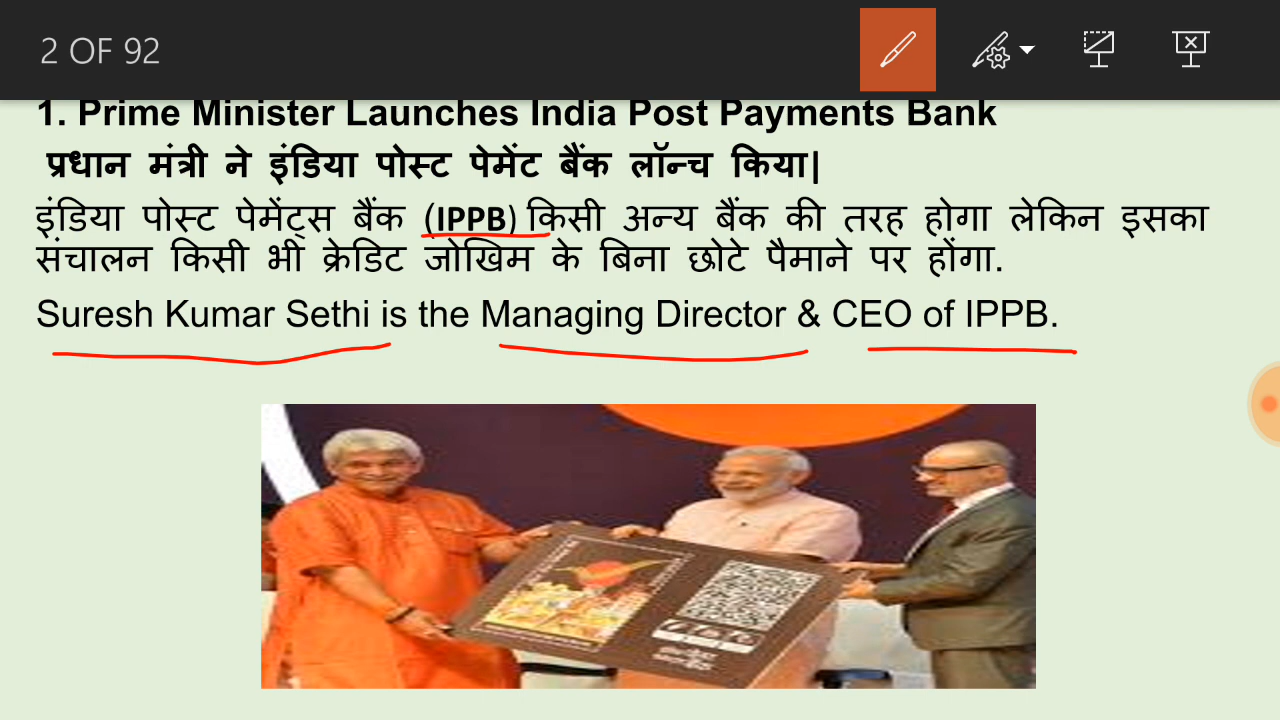 2 OF 92
1. Prime Minister Launches India Post Payments Bank
प्रधान मंत्री ने इंडिया पोस्ट पेमेंट बैंक लॉन्च किया|
इंडिया पोस्ट पेमेंट्स बैंक (IPPB) किसी अन्य बैंक की तरह होगा लेकिन इसका
संचालन किसी भी क्रेडिट जोखिम के बिना छोटे पैमाने पर होंगा.
Suresh Kumar Sethi is the Managing Director & CEO of IPPB.